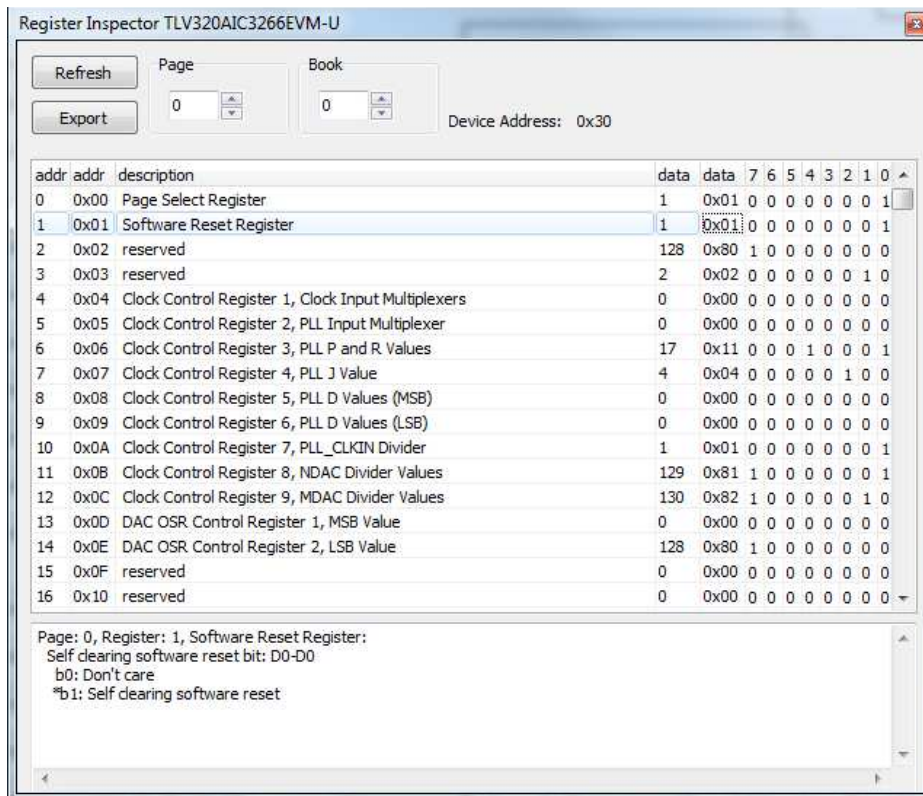 Register Inspector TLV320AIC3266EVM-U
Refresh Page Book
Export 0 0 Device Address: 0x30
addr addr description data data 7 6 5 4 3 2 1 0
0 0x00 Page Select Register 1 0x01 0 0 0 0 0 0 0 1
1 0x01 Software Reset Register 1 0x01 0 0 0 0 0 0 0 1
2 0x02 reserved 128 0x80 1 0 0 0 0 0 0 0
3 0x03 reserved 2 0x02 0 0 0 0 0 0 1 0
4 0x04 Clock Control Register 1, Clock Input Multiplexers 0 0x00 0 0 0 0 0 0 0 0
5 0x05 Clock Control Register 2, PLL Input Multiplexer 0 0x00 0 0 0 0 0 0 0 0
6 0x06 Clock Control Register 3, PLL P and R Values 17 0x11 0 0 0 1 0 0 0 1
7 0x07 Clock Control Register 4, PLL J Value 4 0x04 0 0 0 0 0 1 0 0
8 0x08 Clock Control Register 5, PLL D Values (MSB) 0 0x00 0 0 0 0 0 0 0 0
9 0x09 Clock Control Register 6, PLL D Values (LSB) 0 0x00 0 0 0 0 0 0 0 0
10 0x0A Clock Control Register 7, PLL_CLKIN Divider 1 0x01 0 0 0 0 0 0 0 1
11 0x0B Clock Control Register 8, NDAC Divider Values 129 0x81 1 0 0 0 0 0 0 1
12 0x0C Clock Control Register 9, MDAC Divider Values 130 0x82 1 0 0 0 0 0 1 0
13 0x0D DAC OSR Control Register 1, MSB Value 0 0x00 0 0 0 0 0 0 0 0
14 0x0E DAC OSR Control Register 2, LSB Value 128 0x80 1 0 0 0 0 0 0 0
15 0x0F reserved 0 0x00 0 0 0 0 0 0 0 0
16 0x10 reserved 0 0x00 0 0 0 0 0 0 0 0
Page: 0, Register: 1, Software Reset Register:
Self clearing software reset bit: D0-D0
b0: Don't care
*b1: Self clearing software reset